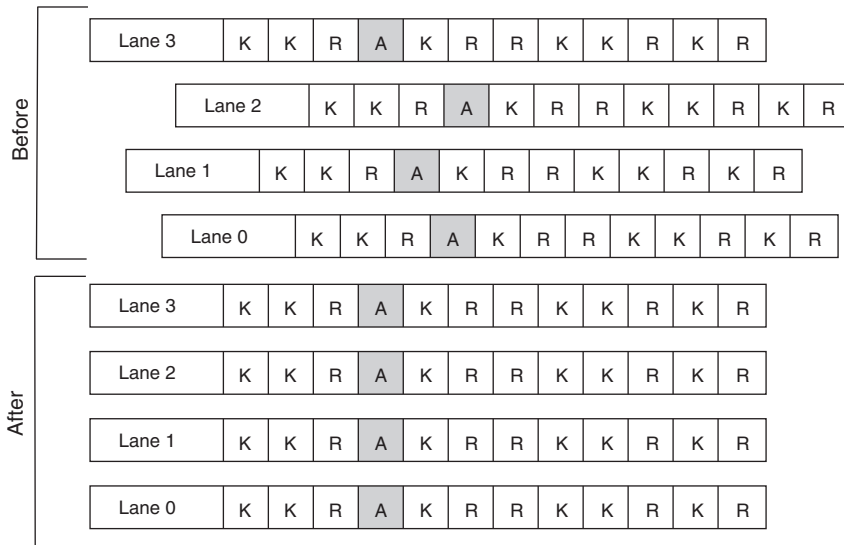 Before
Lane 3 K K R A K R R K K R K R
Lane 2 K K R A K R R K K R K R
Lane 1 K K R A K R R K K R K R
Lane 0 K K R A K R R K K R K R
After
Lane 3 K K R A K R R K K R K R
Lane 2 K K R A K R R K K R K R
Lane 1 K K R A K R R K K R K R
Lane 0 K K R A K R R K K R K R